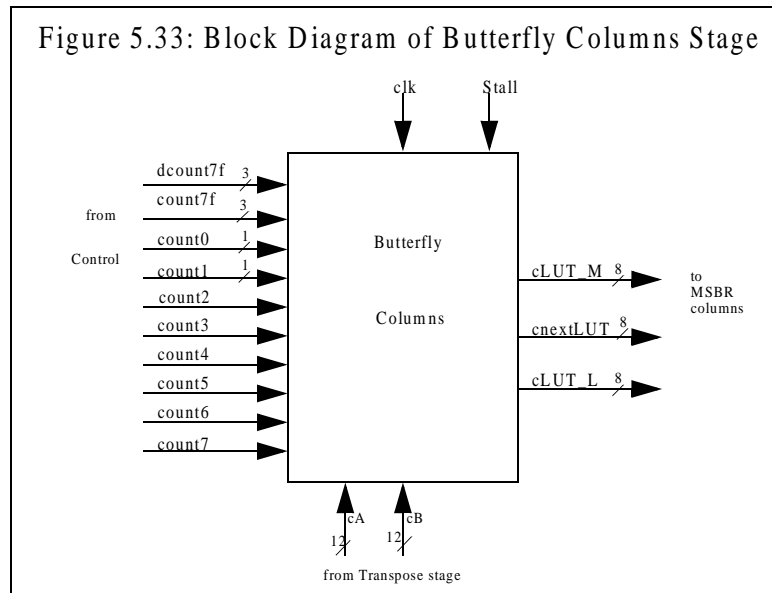 Figure 5.33: Block Diagram of Butterfly Columns Stage
clk
Stall
dcount7f
3
count7f
3
from
Control
count0
1
count1
1
count2
count3
count4
count5
count6
count7
Butterfly
Columns
cLUT_M
8
cnextLUT
8
cLUT_L
8
to
MSBR
columns
cA
cB
12
12
from Transpose stage